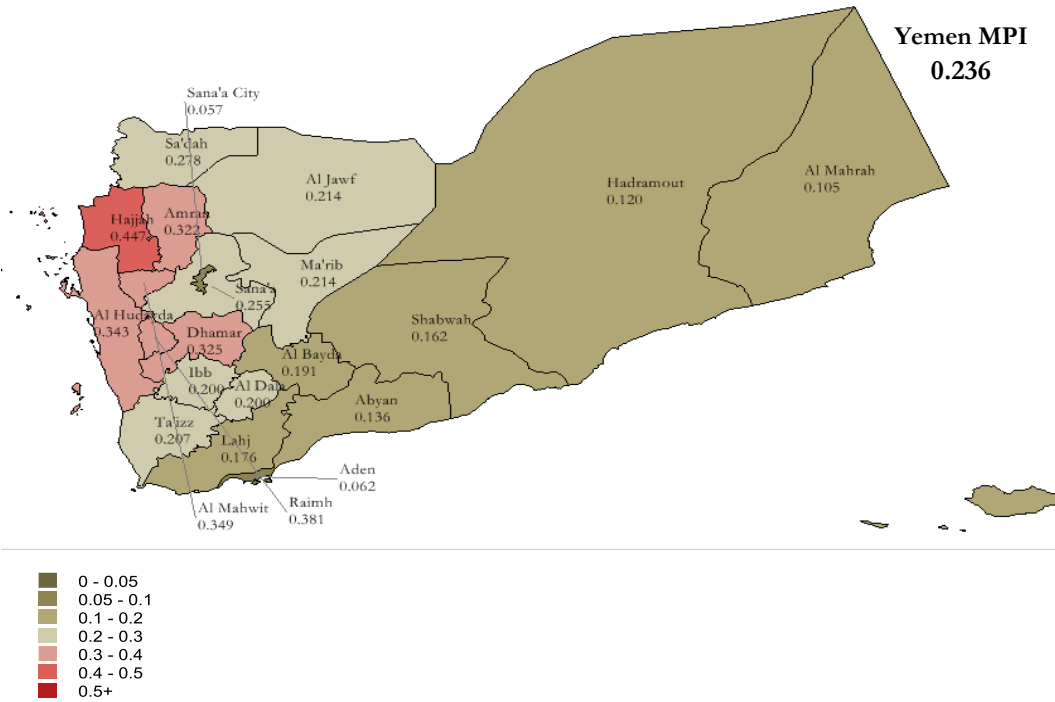 Yemen MPI
0.236
Sana'a City
0.057
Sa'dah
0.278
Al Jawf
0.214
Hadramout
0.120
Al Mahrah
0.105
Hajjah
0.447
Amran
0.322
Ma'rib
0.214
Sana'a
0.255
Al Hudayda
0.343
Dhamar
0.325
Shabwah
0.162
Al Bayda
0.191
Ibb
0.200
Al Dala
0.200
Abyan
0.136
Ta'izz
0.207
Lahj
0.176
Aden
0.062
Al Mahwit
0.349
Raimh
0.381
0 - 0.05
0.05 - 0.1
0.1 - 0.2
0.2 - 0.3
0.3 - 0.4
0.4 - 0.5
0.5+